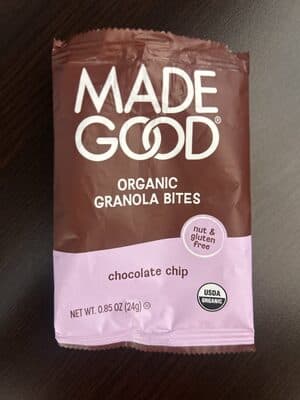 MADE
GOOD®
ORGANIC
GRANOLA BITES
nut &
gluten
free
chocolate chip
USDA
ORGANIC
NET WT. 0.85 OZ (24g)